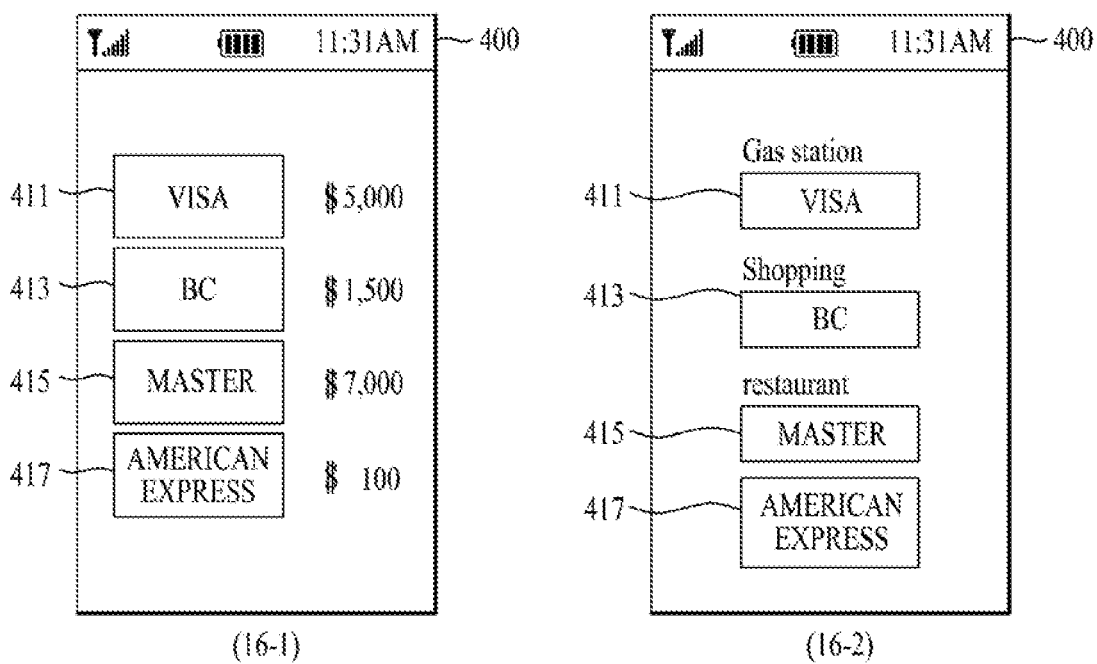 11:31AM 400
411 VISA $5,000
413 BC $1,500
415 MASTER $7,000
417 AMERICAN
EXPRESS $ 100
(16-1)
11:31AM 400
Gas station
411 VISA
Shopping
413 BC
restaurant
415 MASTER
417 AMERICAN
EXPRESS
(16-2)